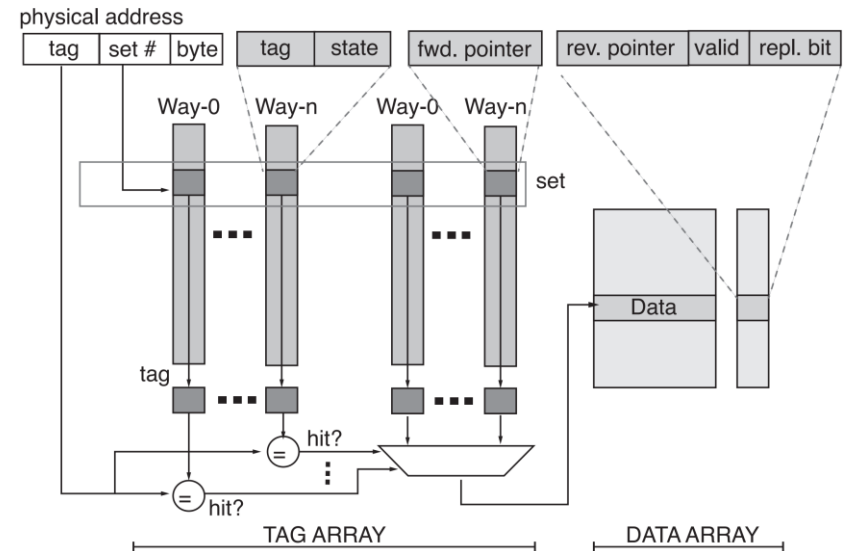 physical address
tag set # byte
tag state
fwd. pointer
rev. pointer valid repl. bit
Way-0 Way-n Way-0 Way-n
set
Data
tag
hit?
=
=
hit?
TAG ARRAY DATA ARRAY